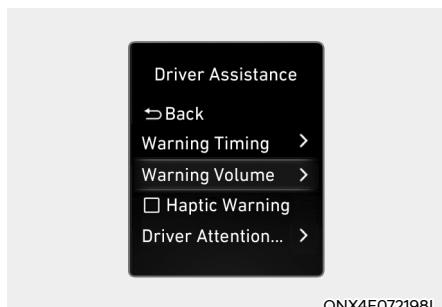 Driver Assistance
Back
Warning Timing
Warning Volume
Haptic Warning
Driver Attention...
ONX4E072198L